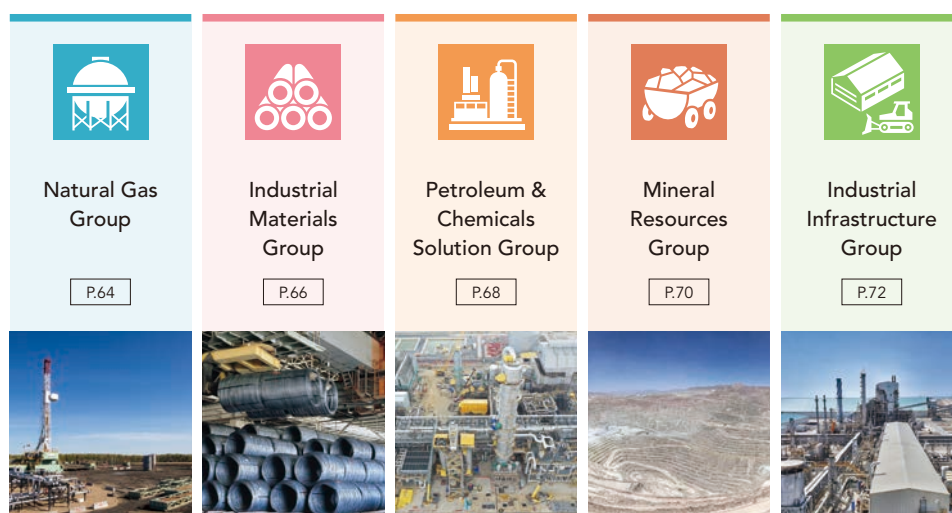 Natural Gas
Group
P.64
Industrial
Materials
Group
P.66
Petroleum &
Chemicals
Solution Group
P.68
Mineral
Resources
Group
P.70
Industrial
Infrastructure
Group
P.72